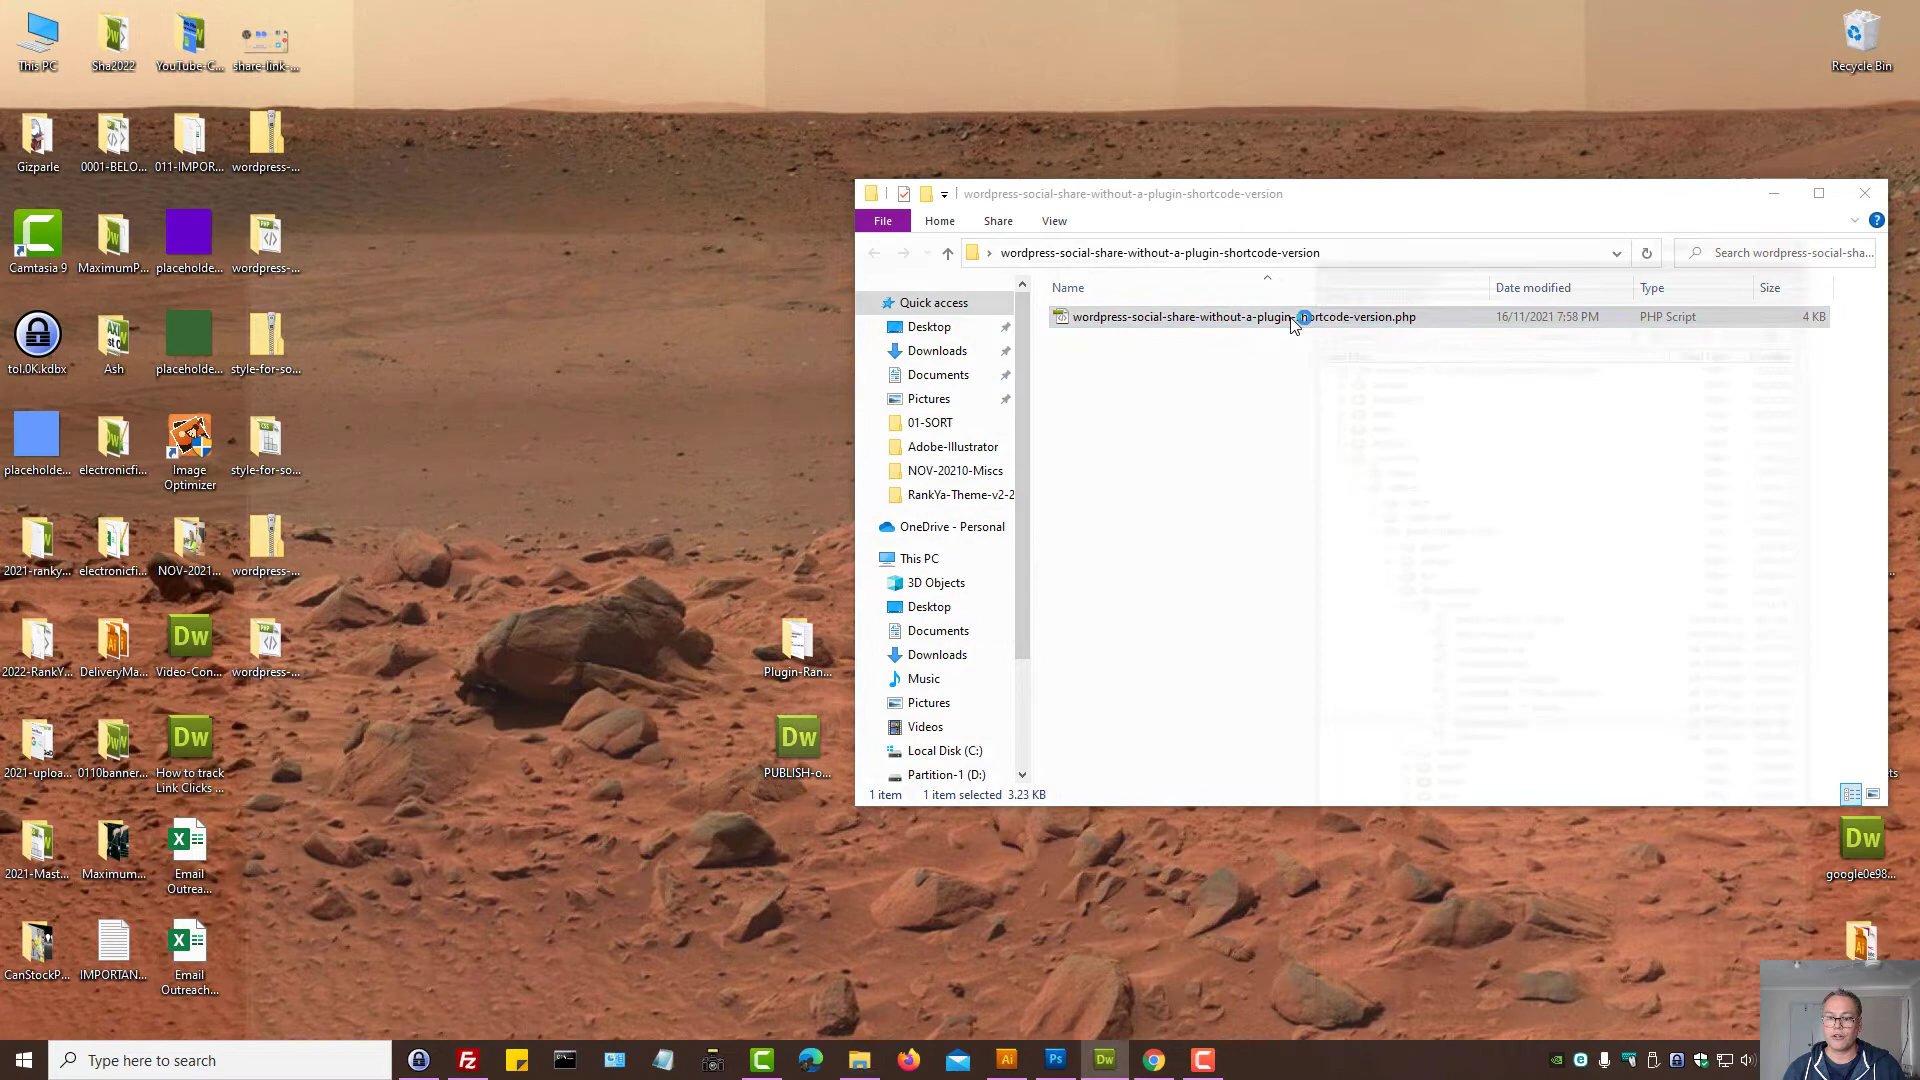 This PC
Sha2022
YouTube-C...
share-link-...
Recycle Bin
Gizparle
0001-BELO...
011-IMPOR...
wordpress-...
Camtasia 9
MaximumP...
placeholde...
wordpress-...
tol.0K.kdbx
Ash
placeholde...
style-for-so...
placeholde...
electronicfi...
Image
Optimizer
style-for-so...
2021-ranky...
electronicfi...
NOV-2021...
wordpress-...
2022-RankY...
DeliveryMa...
Video-Con...
wordpress-...
Plugin-Ran...
2021-uploa...
0110banner...
How to track
Link Clicks ...
PUBLISH-o...
2021-Mast...
Maximum...
Email
Outrea...
google0e98...
CanStockP...
IMPORTAN...
Email
Outreach...
wordpress-social-share-without-a-plugin-shortcode-version
File
Home
Share
View
wordpress-social-share-without-a-plugin-shortcode-version
Search wordpress-social-sha...
Name
Date modified
Type
Size
wordpress-social-share-without-a-plugin-shortcode-version.php
16/11/2021 7:58 PM
PHP Script
4 KB
Quick access
Desktop
Downloads
Documents
Pictures
01-SORT
Adobe-Illustrator
NOV-20210-Miscs
RankYa-Theme-v2-2
OneDrive - Personal
This PC
3D Objects
Desktop
Documents
Downloads
Music
Pictures
Videos
Local Disk (C:)
Partition-1 (D:)
1 item
1 item selected
3.23 KB
Type here to search